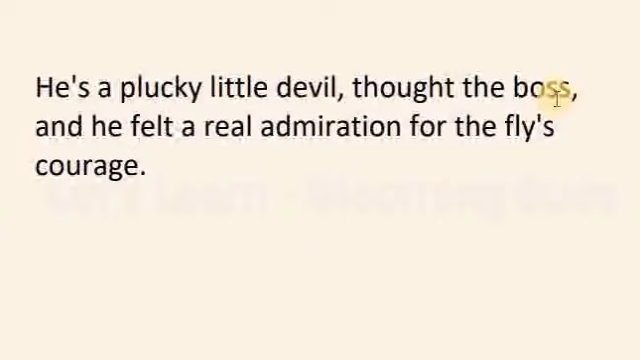 He's a plucky little devil, thought the boss,
and he felt a real admiration for the fly's
courage.